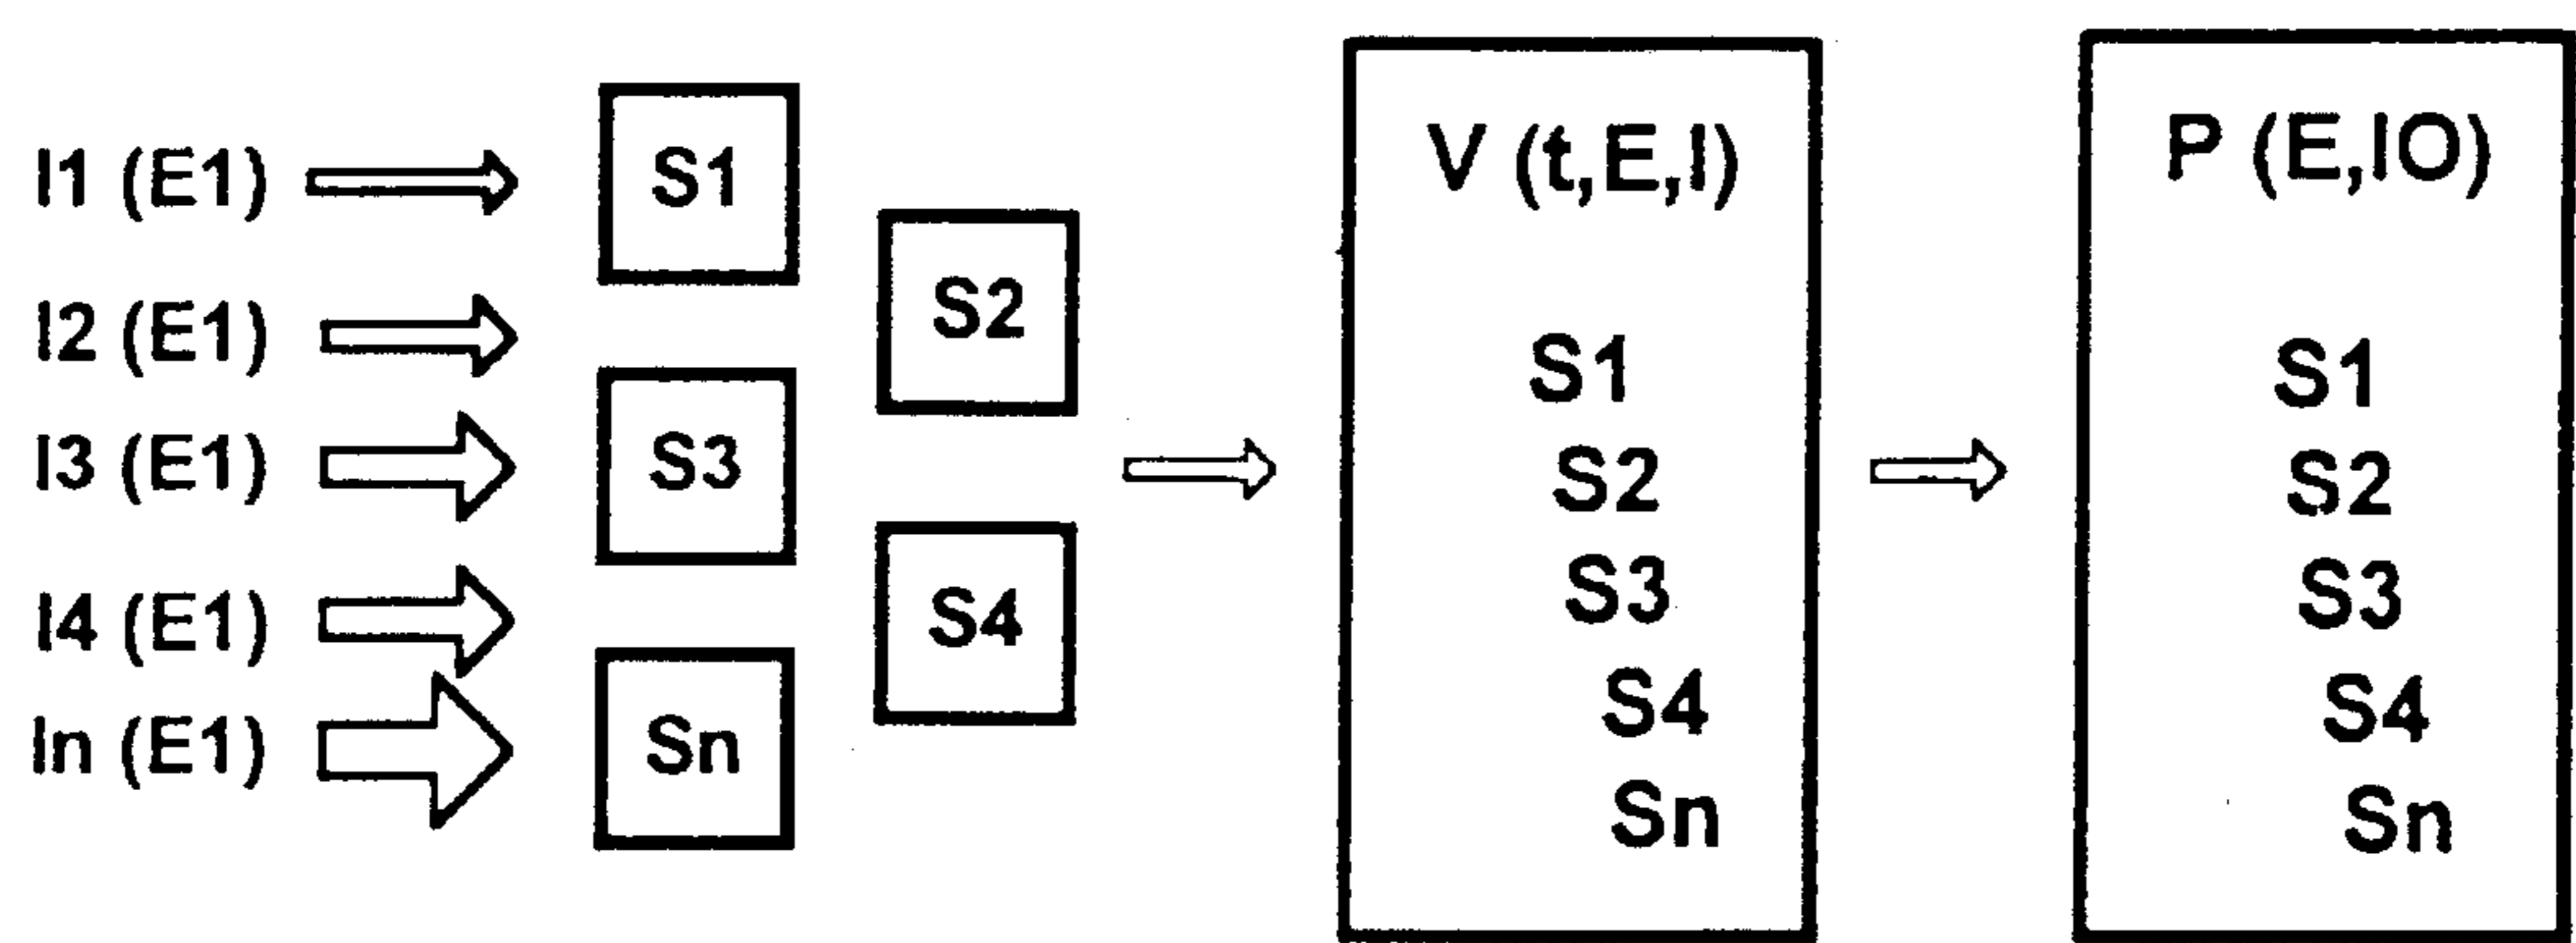 I1 (E1)
I2 (E1)
I3 (E1)
I4 (E1)
In (E1)
S1
S3
Sn
S2
S4
V (t,E,I)
S1
S2
S3
S4
Sn
P (E,IO)
S1
S2
S3
S4
Sn